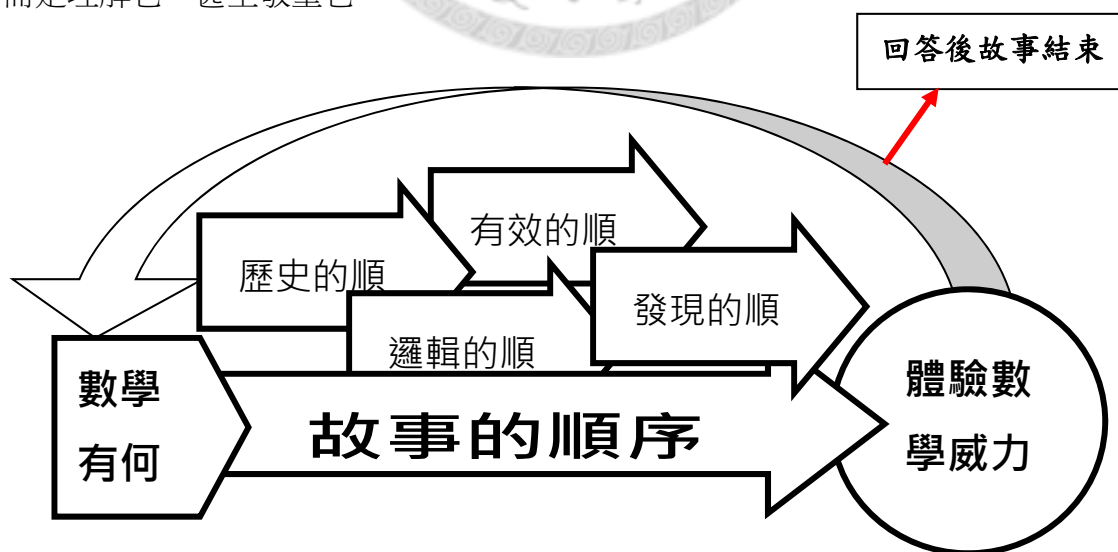 回答後故事結束
有效的順
歷史的順
發現的順
邏輯的順
數學
有何
故事的順序
體驗數
學威力